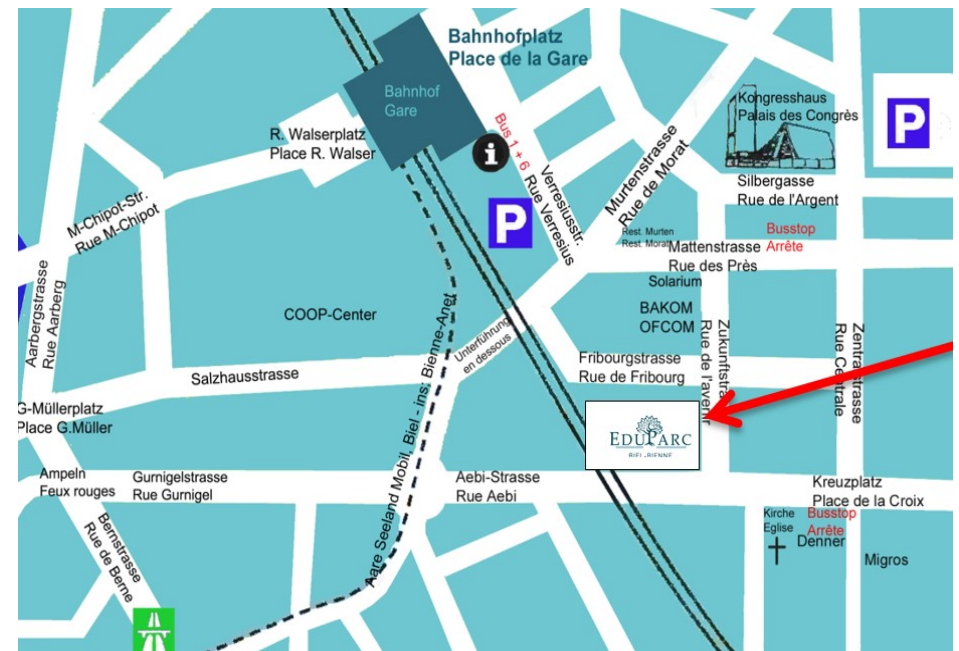 Bahnhofplatz
Place de la Gare
Bahnhof
Gare
Kongresshaus
Palais des Congrès
P
R. Walserplatz
Place R. Walser
i
Bus 1 + 6
Verresiusstr.
Rue Verresius
Murtenstrasse
Rue de Morat
Silbergasse
Rue de l'Argent
M-Chipot-Str.
Rue M-Chipot
P
Rest. Murten
Rest. Morat
Busstop
Arrête
Mattenstrasse
Rue des Près
Solarium
Aarbergstrasse
Rue Aarberg
COOP-Center
BAKOM
OFCOM
Unterführung
en dessous
Rue de l'avenir
Zentralstrasse
Rue Centrale
Fribourgstrasse
Rue de Fribourg
Salzhausstrasse
G-Müllerplatz
Place G.Müller
EDUPARC
BIEL-BIENNE
Aare Seeland Mobil, Biel - ins; Bienne-Anet
Ampeln
Feux rouges
Gurnigelstrasse
Rue Gurnigel
Aebi-Strasse
Rue Aebi
Kreuzplatz
Place de la Croix
Kirche
Eglise
Busstop
Arrête
Denner
Migros
Bernstrasse
Rue de Berne